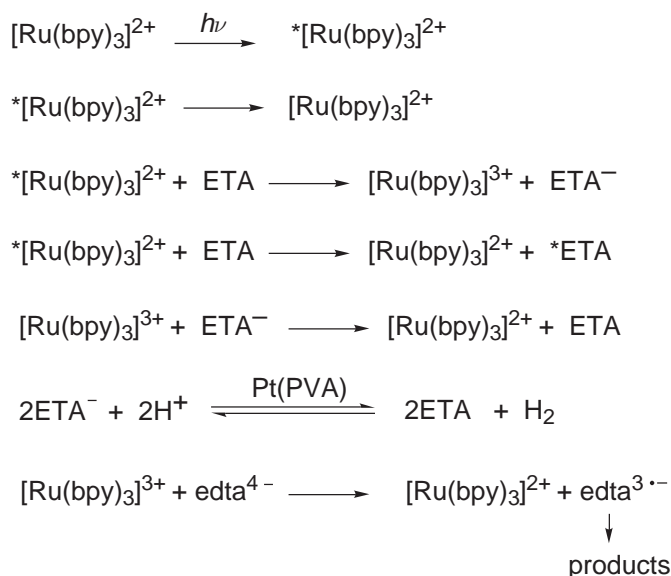 [Ru(bpy)₃]²⁺ —hν→ *[Ru(bpy)₃]²⁺
*[Ru(bpy)₃]²⁺ ⟶ [Ru(bpy)₃]²⁺
*[Ru(bpy)₃]²⁺ + ETA ⟶ [Ru(bpy)₃]³⁺ + ETA⁻
*[Ru(bpy)₃]²⁺ + ETA ⟶ [Ru(bpy)₃]²⁺ + *ETA
[Ru(bpy)₃]³⁺ + ETA⁻ ⟶ [Ru(bpy)₃]²⁺ + ETA
2ETA⁻ + 2H⁺ ⇌ Pt(PVA) 2ETA + H₂
[Ru(bpy)₃]³⁺ + edta⁴⁻ ⟶ [Ru(bpy)₃]²⁺ + edta³•⁻
↓
products